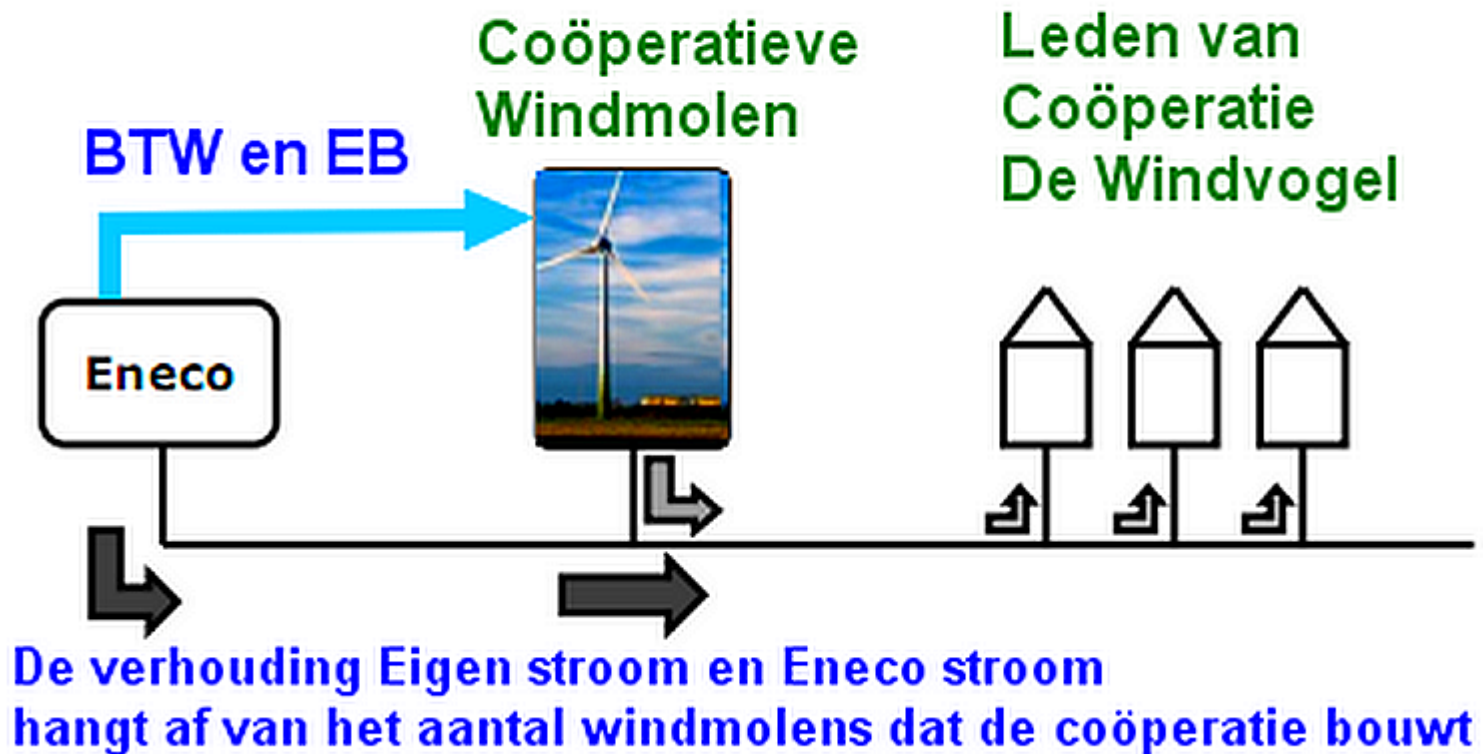 Coöperatieve
Windmolen
Leden van
Coöperatie
De Windvogel
BTW en EB
Eneco
De verhouding Eigen stroom en Eneco stroom
hangt af van het aantal windmolens dat de coöperatie bouwt